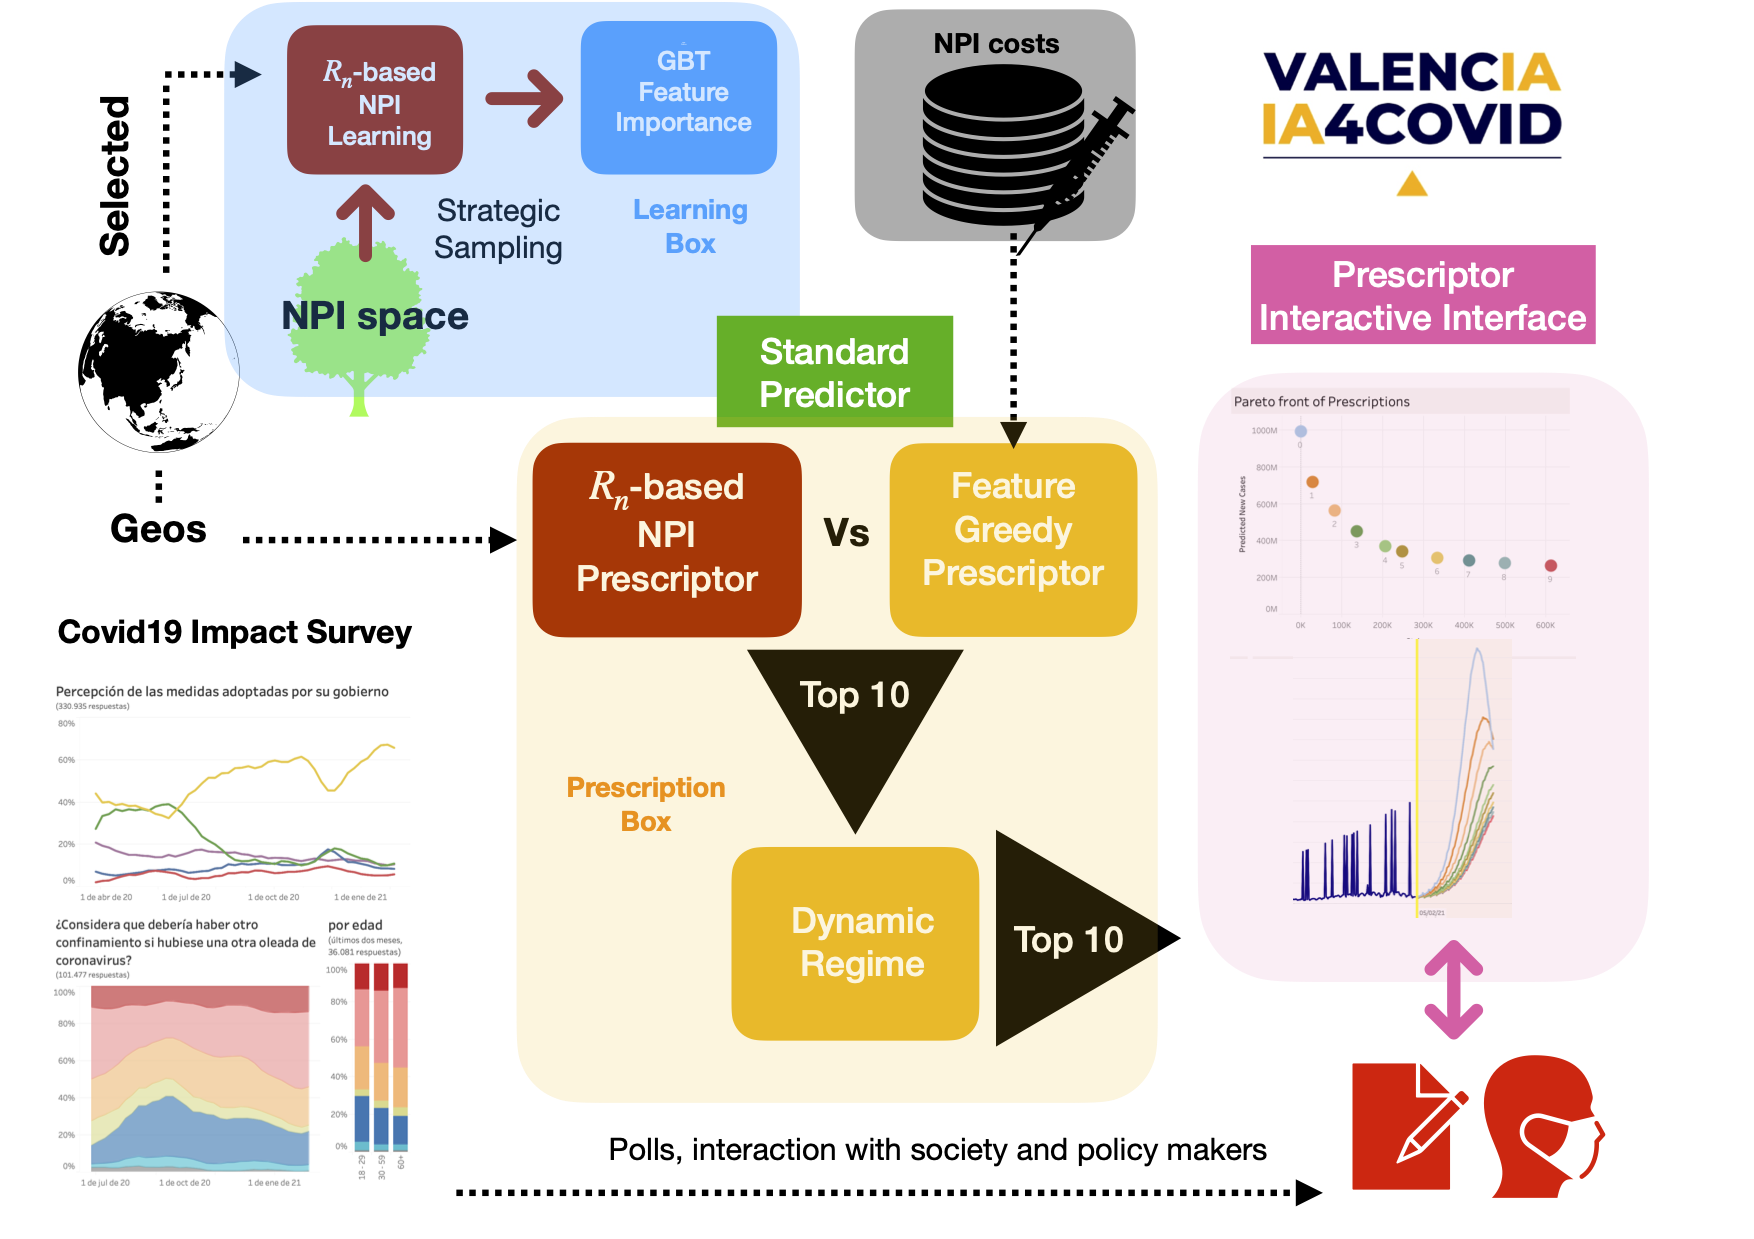 Selected
R_n-based
NPI
Learning
GBT
Feature
Importance
Strategic
Sampling
Learning
Box
NPI space
NPI costs
VALENCIA
IA4COVID
Standard
Predictor
Prescriptor
Interactive Interface
Geos
R_n-based
NPI
Prescriptor
Vs
Feature
Greedy
Prescriptor
Top 10
Prescription
Box
Dynamic
Regime
Top 10
Pareto front of Prescriptions
Predicted New Cases
1000M
800M
600M
400M
200M
0M
0
1
2
3
4
5
6
7
8
9
0K
100K
200K
300K
400K
500K
600K
05/02/21
Covid19 Impact Survey
Percepción de las medidas adoptadas por su gobierno
(330.935 respuestas)
80%
60%
40%
20%
0%
1 de abr de 20
1 de jul de 20
1 de oct de 20
1 de ene de 21
¿Considera que debería haber otro
confinamiento si hubiese una otra oleada de
coronavirus?
(101.477 respuestas)
100%
80%
60%
40%
20%
0%
1 de jul de 20
1 de oct de 20
1 de ene de 21
por edad
(últimos dos meses,
36.081 respuestas)
100%
80%
60%
40%
20%
0%
18 - 29
30 - 59
60+
Polls, interaction with society and policy makers